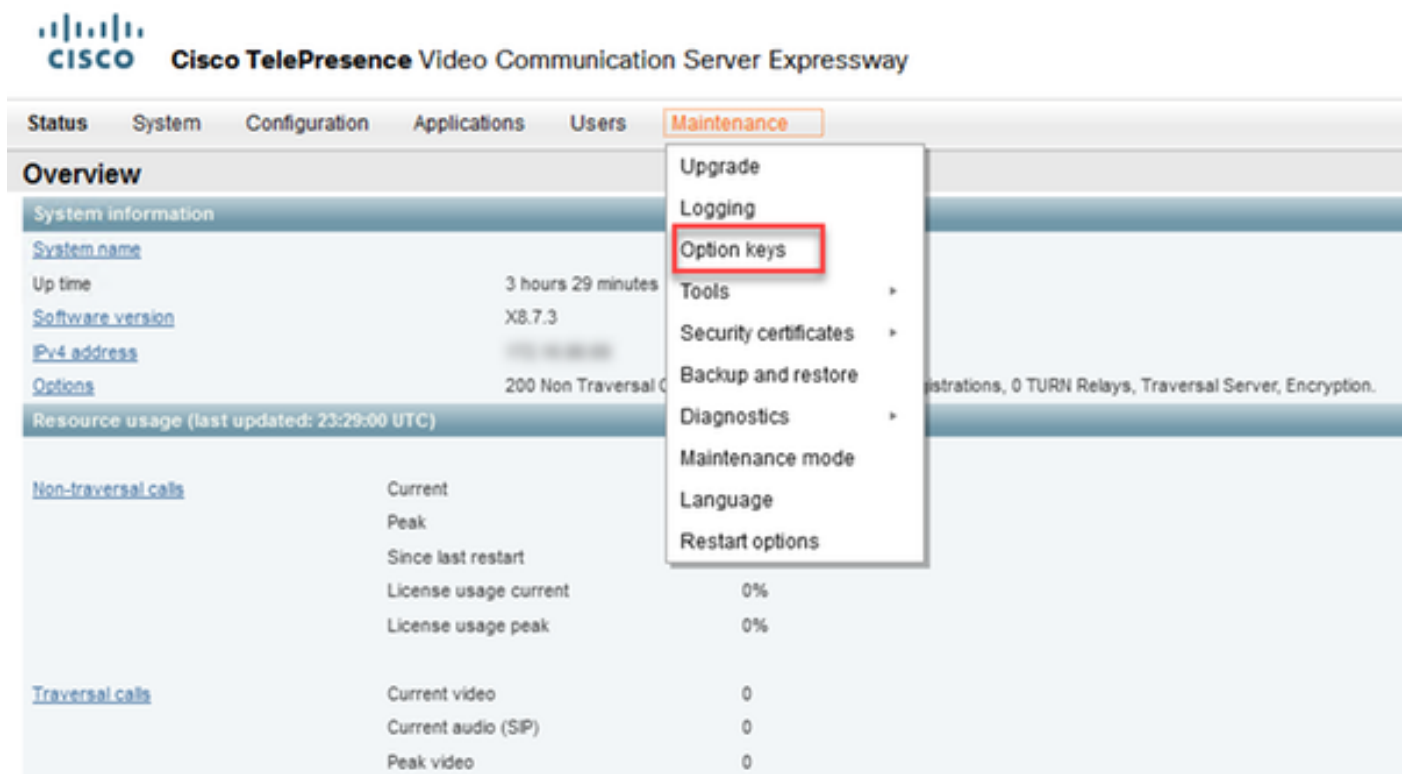 CISCO Cisco TelePresence Video Communication Server Expressway
Status System Configuration Applications Users Maintenance
Overview
System information
System name
Up time 3 hours 29 minutes
Software version X8.7.3
IPv4 address
Options 200 Non Traversal istrations, 0 TURN Relays, Traversal Server, Encryption.
Resource usage (last updated: 23:29:00 UTC)
Non-traversal calls Current
Peak
Since last restart
License usage current 0%
License usage peak 0%
Traversal calls Current video 0
Current audio (SIP) 0
Peak video 0
Upgrade
Logging
Option keys
Tools
Security certificates
Backup and restore
Diagnostics
Maintenance mode
Language
Restart options